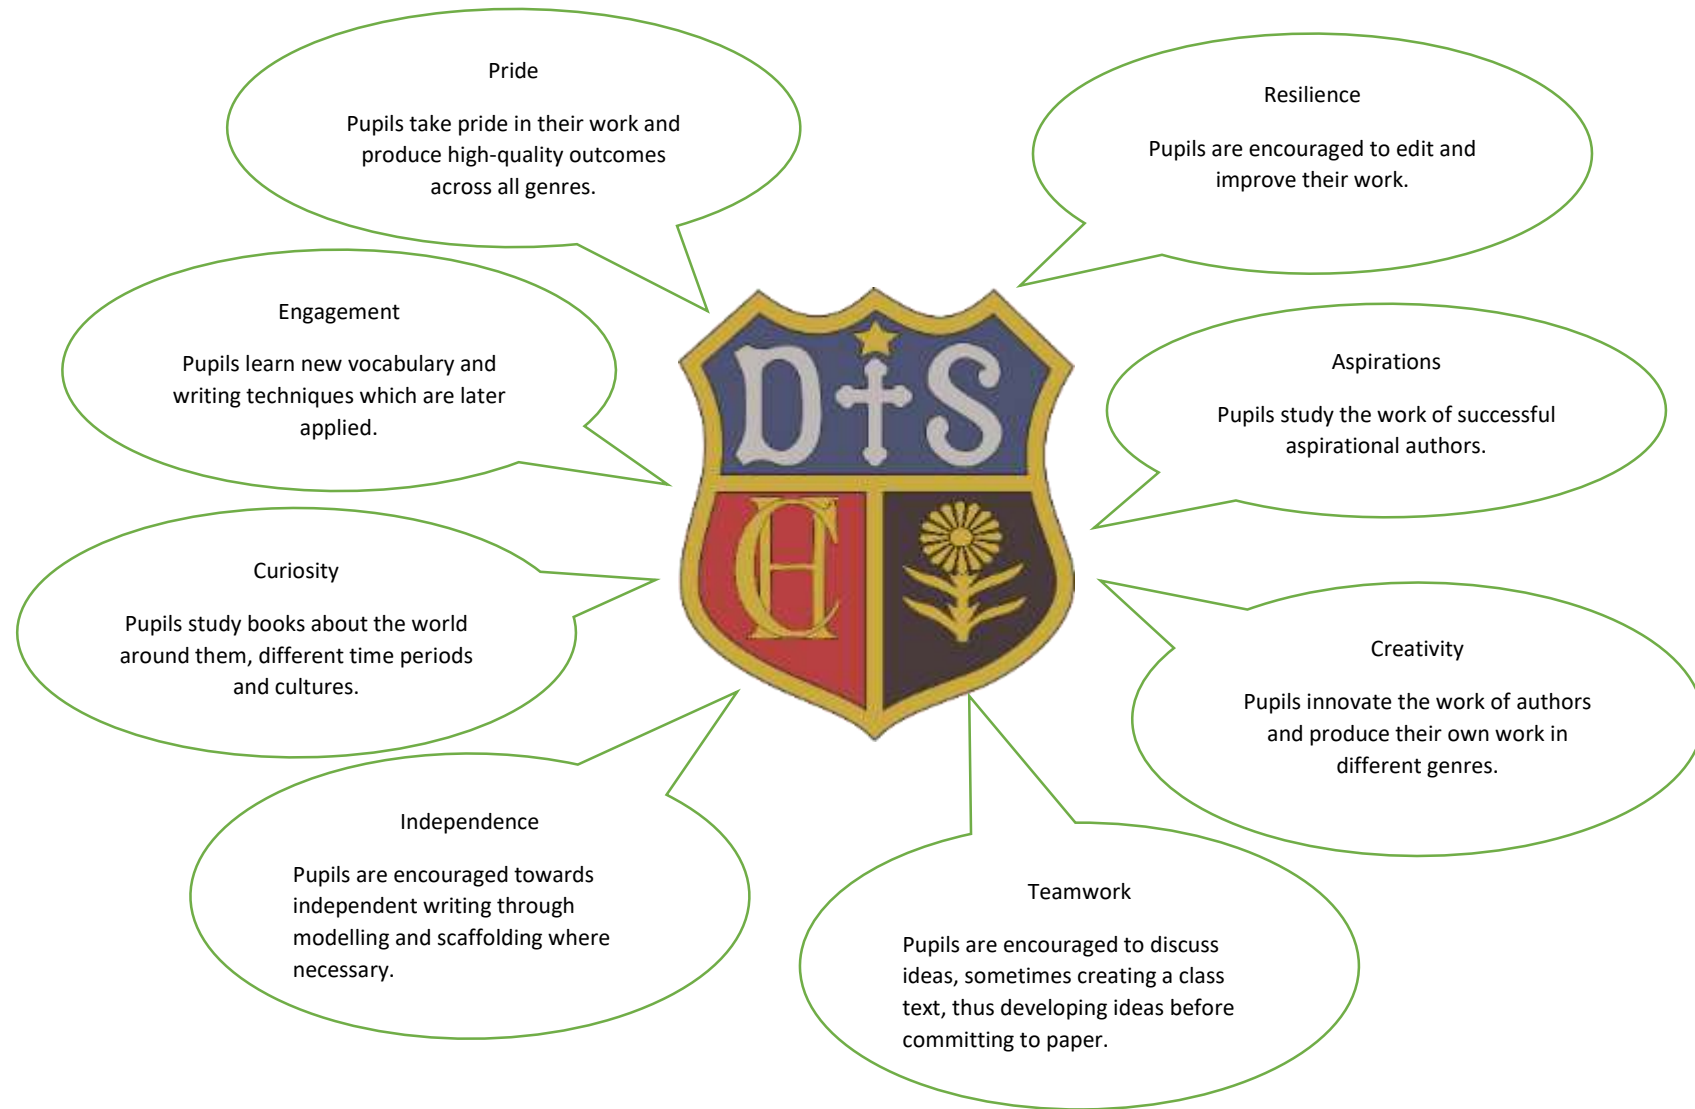 Pride
Pupils take pride in their work and
produce high-quality outcomes
across all genres.
Resilience
Pupils are encouraged to edit and
improve their work.
Engagement
Pupils learn new vocabulary and
writing techniques which are later
applied.
Aspirations
Pupils study the work of successful
aspirational authors.
D S
CH
Curiosity
Pupils study books about the world
around them, different time periods
and cultures.
Creativity
Pupils innovate the work of authors
and produce their own work in
different genres.
Independence
Pupils are encouraged towards
independent writing through
modelling and scaffolding where
necessary.
Teamwork
Pupils are encouraged to discuss
ideas, sometimes creating a class
text, thus developing ideas before
committing to paper.